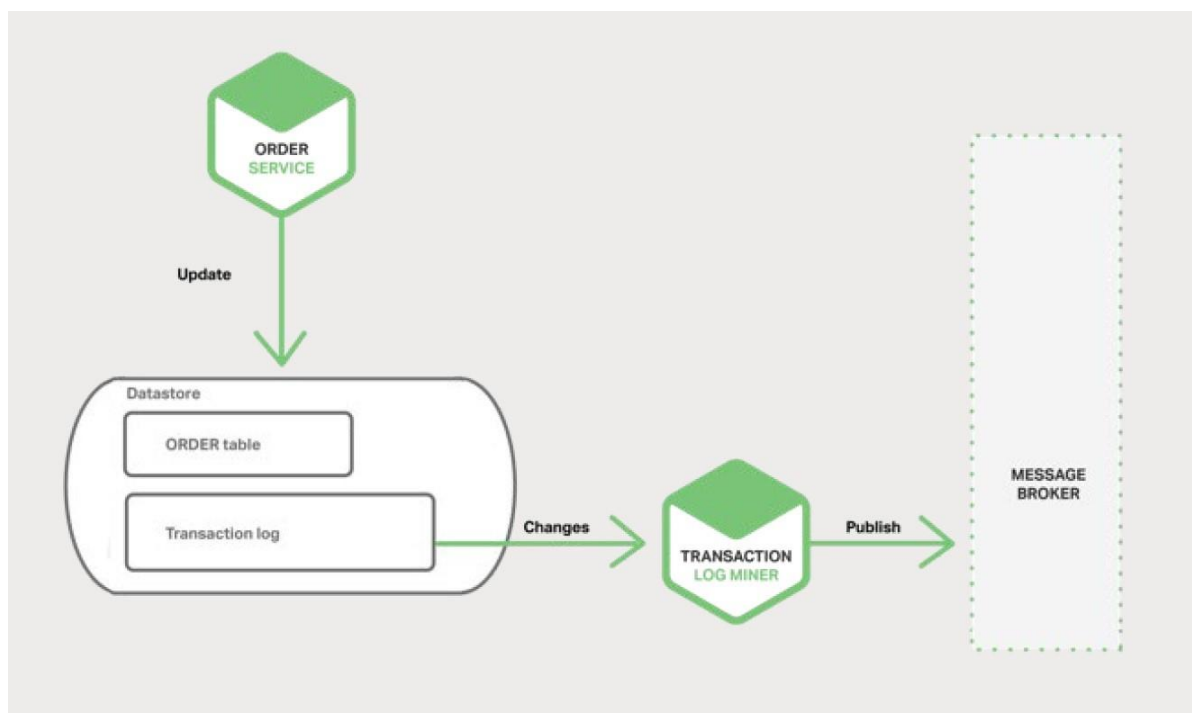 ORDER
SERVICE
Update
Datastore
ORDER table
Transaction log
Changes
TRANSACTION
LOG MINER
Publish
MESSAGE
BROKER